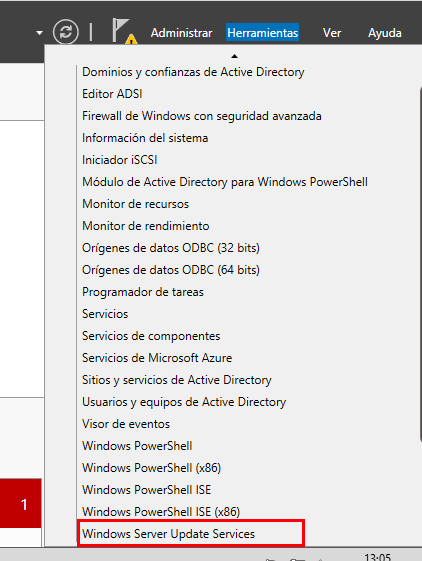 Administrar Herramientas Ver Ayuda
Dominios y confianzas de Active Directory
Editor ADSI
Firewall de Windows con seguridad avanzada
Información del sistema
Iniciador iSCSI
Módulo de Active Directory para Windows PowerShell
Monitor de recursos
Monitor de rendimiento
Orígenes de datos ODBC (32 bits)
Orígenes de datos ODBC (64 bits)
Programador de tareas
Servicios
Servicios de componentes
Servicios de Microsoft Azure
Sitios y servicios de Active Directory
Usuarios y equipos de Active Directory
Visor de eventos
Windows PowerShell
Windows PowerShell (x86)
Windows PowerShell ISE
1
Windows PowerShell ISE (x86)
Windows Server Update Services
13:05